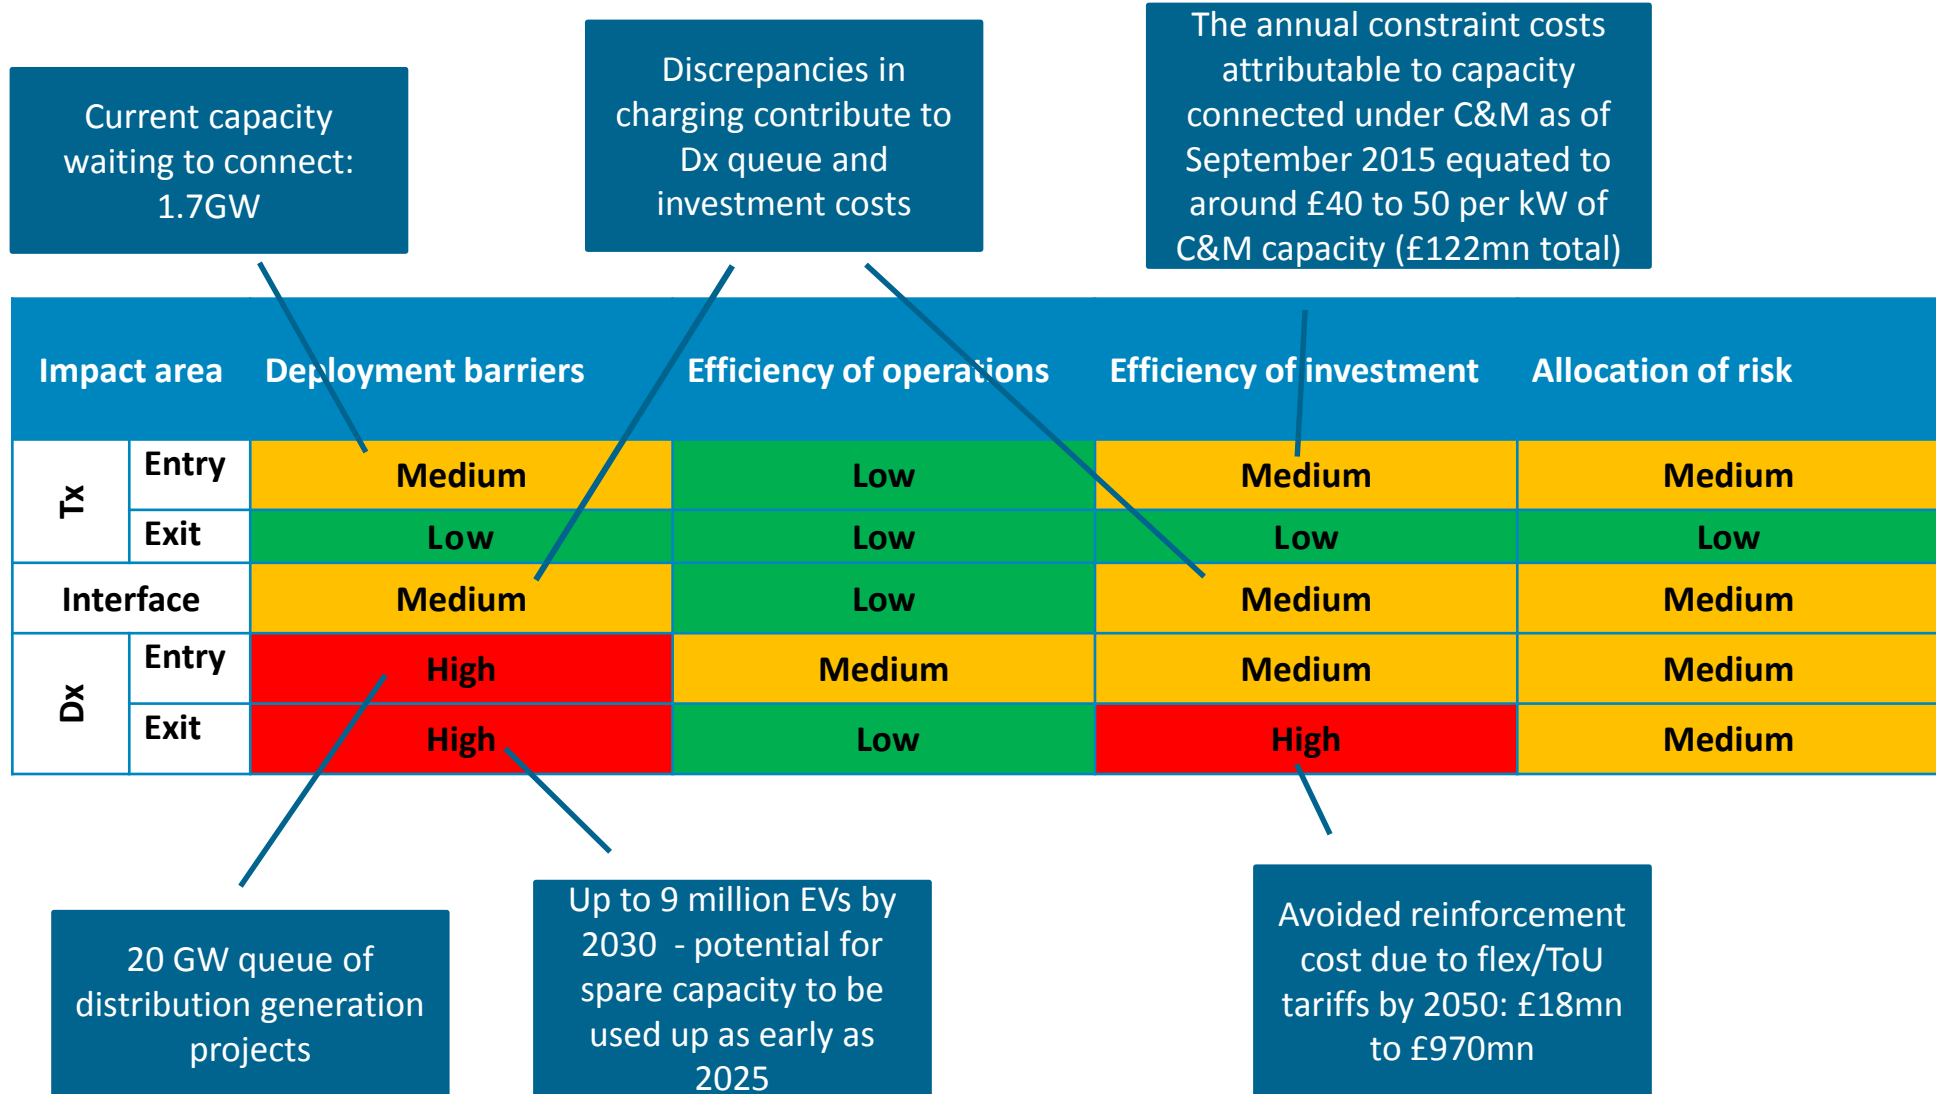 Current capacity
waiting to connect:
1.7GW
Discrepancies in
charging contribute to
Dx queue and
investment costs
The annual constraint costs
attributable to capacity
connected under C&M as of
September 2015 equated to
around £40 to 50 per kW of
C&M capacity (£122mn total)
Impact area Deployment barriers Efficiency of operations Efficiency of investment Allocation of risk
Tx
Entry Medium Low Medium Medium
Exit Low Low Low Low
Interface Medium Low Medium Medium
Dx
Entry High Medium Medium Medium
Exit High Low High Medium
20 GW queue of
distribution generation
projects
Up to 9 million EVs by
2030 - potential for
spare capacity to be
used up as early as
2025
Avoided reinforcement
cost due to flex/ToU
tariffs by 2050: £18mn
to £970mn